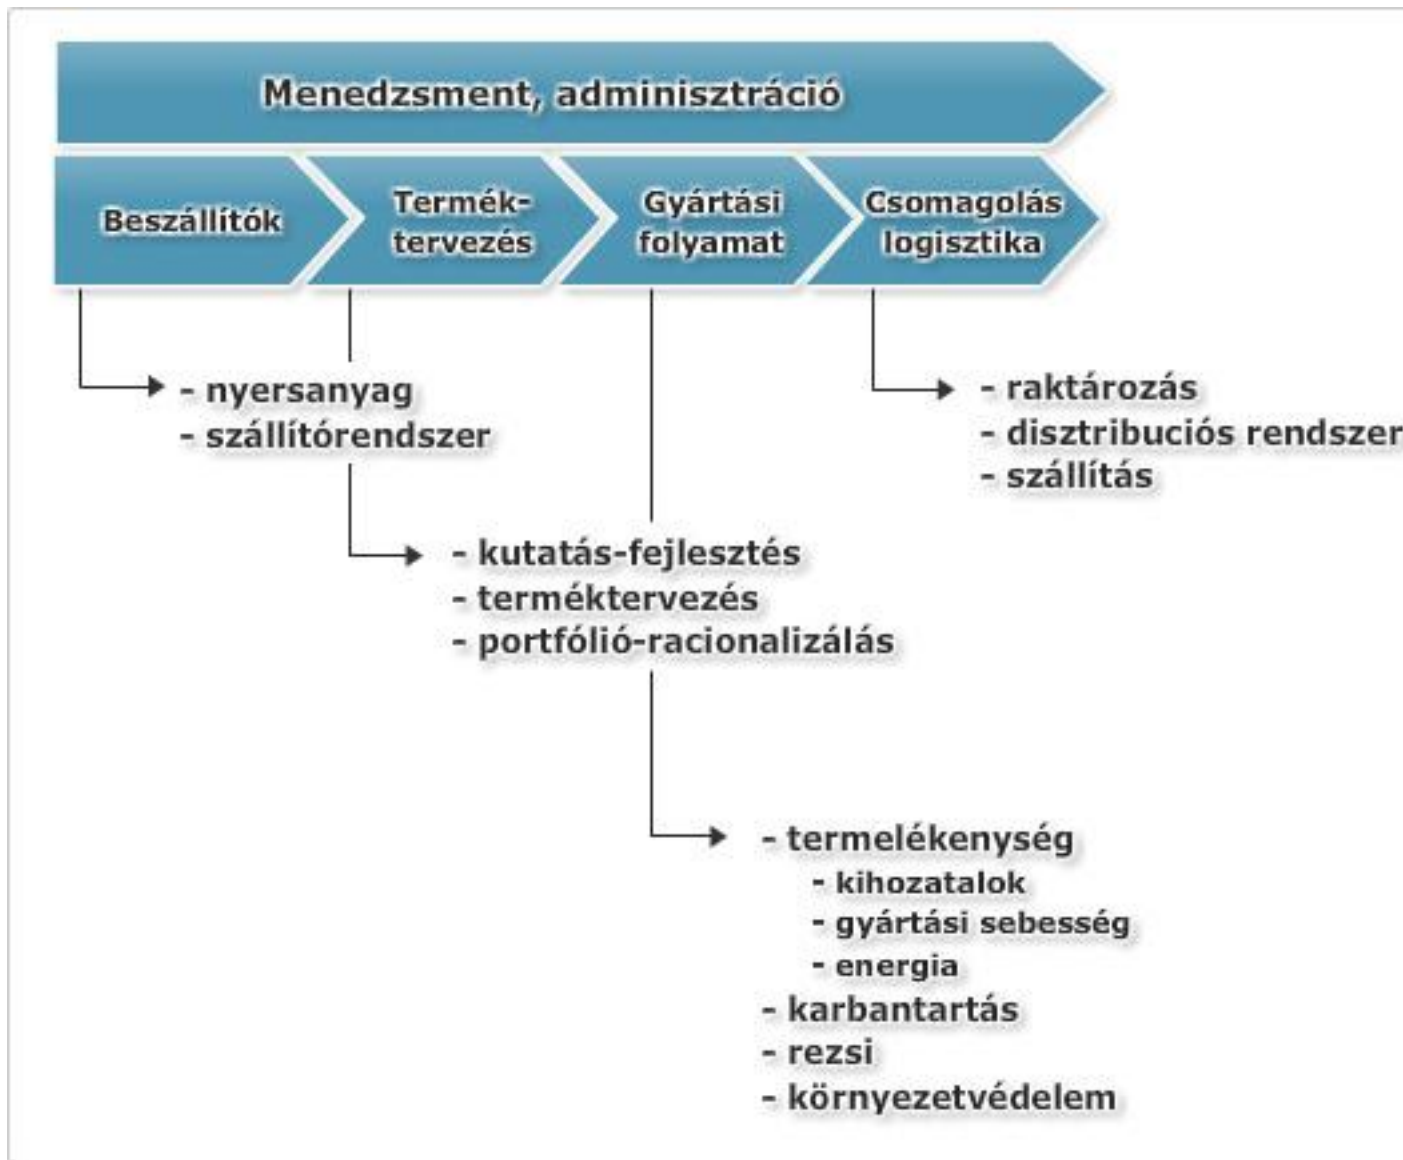 Menedzsment, adminisztráció
Beszállítók
Termék-
tervezés
Gyártási
folyamat
Csomagolás
logisztika
- nyersanyag
- szállítórendszer
- raktározás
- disztribuciós rendszer
- szállítás
- kutatás-fejlesztés
- terméktervezés
- portfólió-racionalizálás
- termelékenység
- kihozatalok
- gyártási sebesség
- energia
- karbantartás
- rezsi
- környezetvédelem